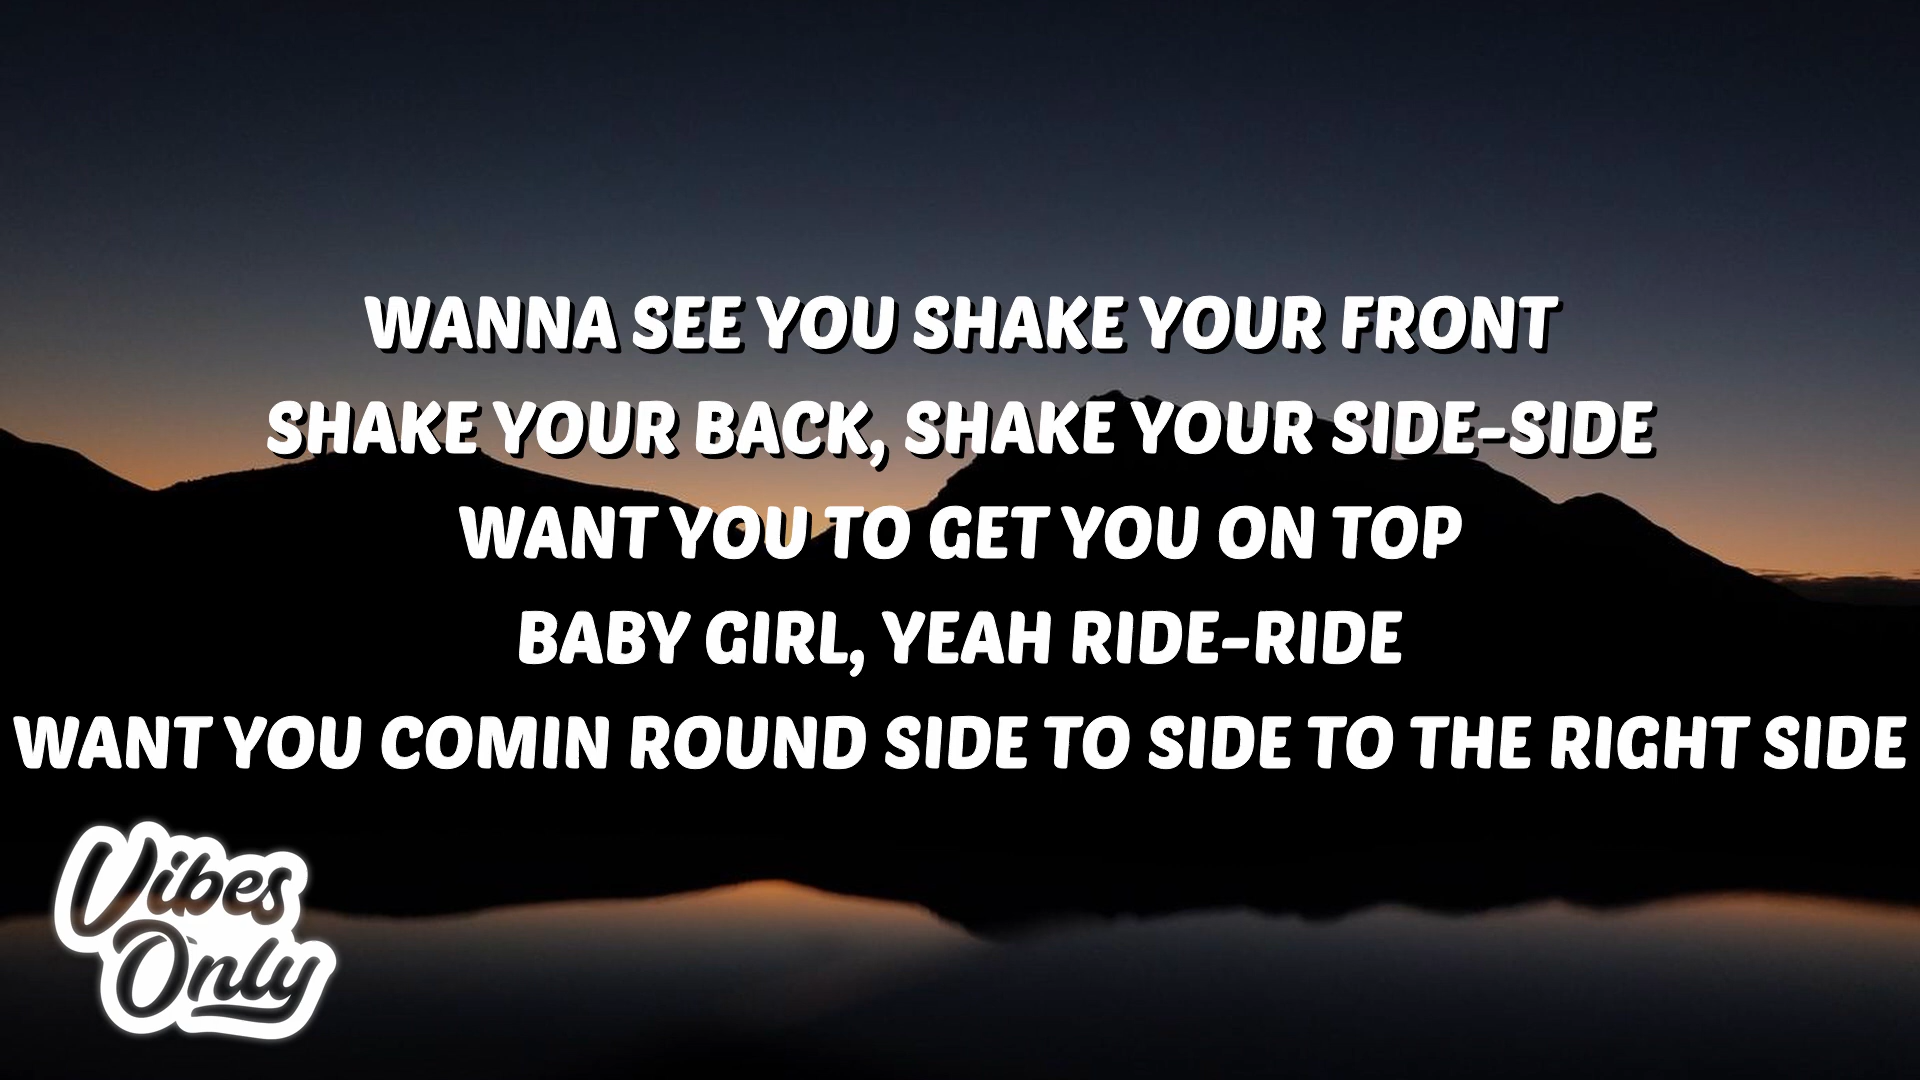 WANNA SEE YOU SHAKE YOUR FRONT
SHAKE YOUR BACK, SHAKE YOUR SIDE-SIDE
WANT YOU TO GET YOU ON TOP
BABY GIRL, YEAH RIDE-RIDE
WANT YOU COMIN ROUND SIDE TO SIDE TO THE RIGHT SIDE
Vibes
Only